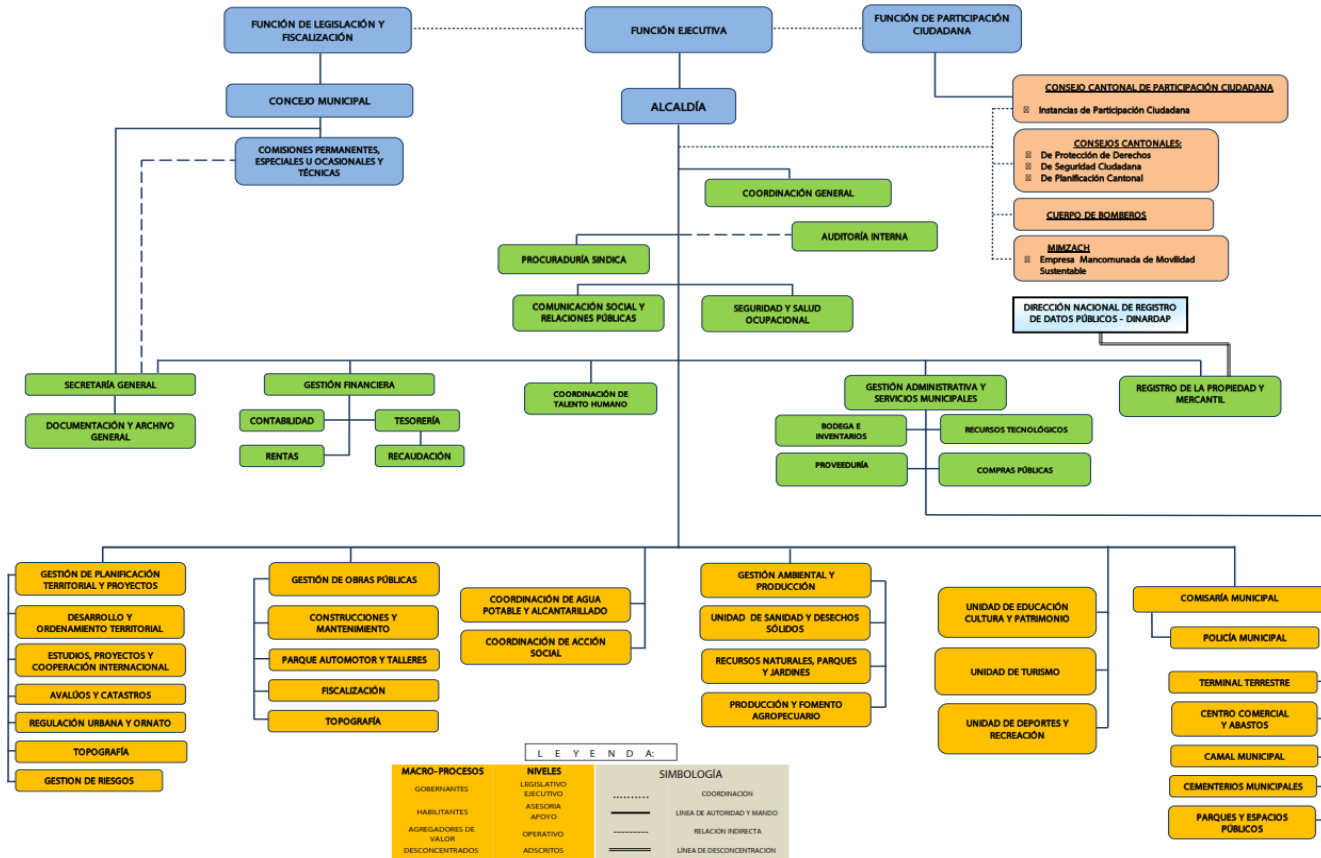 FUNCIÓN DE LEGISLACIÓN Y
FISCALIZACIÓN
FUNCIÓN EJECUTIVA
FUNCIÓN DE PARTICIPACIÓN
CIUDADANA
CONCEJO MUNICIPAL
ALCALDÍA
CONSEJO CANTONAL DE PARTICIPACIÓN CIUDADANA
Instancias de Participación Ciudadana
COMISIONES PERMANENTES,
ESPECIALES U OCASIONALES Y
TÉCNICAS
CONSEJOS CANTONALES:
De Protección de Derechos
De Seguridad Ciudadana
De Planificación Cantonal
COORDINACIÓN GENERAL
CUERPO DE BOMBEROS
AUDITORÍA INTERNA
PROCURADURÍA SINDICA
MIMZACH
Empresa Mancomunada de Movilidad
Sustentable
COMUNICACIÓN SOCIAL Y
RELACIONES PÚBLICAS
SEGURIDAD Y SALUD
OCUPACIONAL
DIRECCIÓN NACIONAL DE REGISTRO
DE DATOS PÚBLICOS - DINARDAP
SECRETARÍA GENERAL
DOCUMENTACIÓN Y ARCHIVO
GENERAL
GESTIÓN FINANCIERA
CONTABILIDAD
TESORERÍA
RENTAS
RECAUDACIÓN
COORDINACIÓN DE
TALENTO HUMANO
GESTIÓN ADMINISTRATIVA Y
SERVICIOS MUNICIPALES
BODEGA E
INVENTARIOS
RECURSOS TECNOLÓGICOS
PROVEEDURÍA
COMPRAS PÚBLICAS
REGISTRO DE LA PROPIEDAD Y
MERCANTIL
GESTIÓN DE PLANIFICACIÓN
TERRITORIAL Y PROYECTOS
DESARROLLO Y
ORDENAMIENTO TERRITORIAL
ESTUDIOS, PROYECTOS Y
COOPERACIÓN INTERNACIONAL
AVALÚOS Y CATASTROS
REGULACIÓN URBANA Y ORNATO
TOPOGRAFÍA
GESTION DE RIESGOS
GESTIÓN DE OBRAS PÚBLICAS
CONSTRUCCIONES Y
MANTENIMIENTO
PARQUE AUTOMOTOR Y TALLERES
FISCALIZACIÓN
TOPOGRAFÍA
COORDINACIÓN DE AGUA
POTABLE Y ALCANTARILLADO
COORDINACIÓN DE ACCIÓN
SOCIAL
GESTIÓN AMBIENTAL Y
PRODUCCIÓN
UNIDAD DE SANIDAD Y DESECHOS
SÓLIDOS
RECURSOS NATURALES, PARQUES
Y JARDINES
PRODUCCIÓN Y FOMENTO
AGROPECUARIO
UNIDAD DE EDUCACIÓN
CULTURA Y PATRIMONIO
UNIDAD DE TURISMO
UNIDAD DE DEPORTES Y
RECREACIÓN
COMISARÍA MUNICIPAL
POLICÍA MUNICIPAL
TERMINAL TERRESTRE
CENTRO COMERCIAL
Y ABASTOS
CAMAL MUNICIPAL
CEMENTERIOS MUNICIPALES
PARQUES Y ESPACIOS
PÚBLICOS
L E Y E N D A:
MACRO-PROCESOS NIVELES SIMBOLOGÍA
GOBERNANTES LEGISLATIVO
EJECUTIVO COORDINACION
HABILITANTES ASESORIA
APOYO LÍNEA DE AUTORIDAD Y MANDO
AGREGADORES DE
VALOR OPERATIVO RELACION INDIRECTA
DESCONCENTRADOS ADSCRITOS LÍNEA DE DESCONCENTRACION